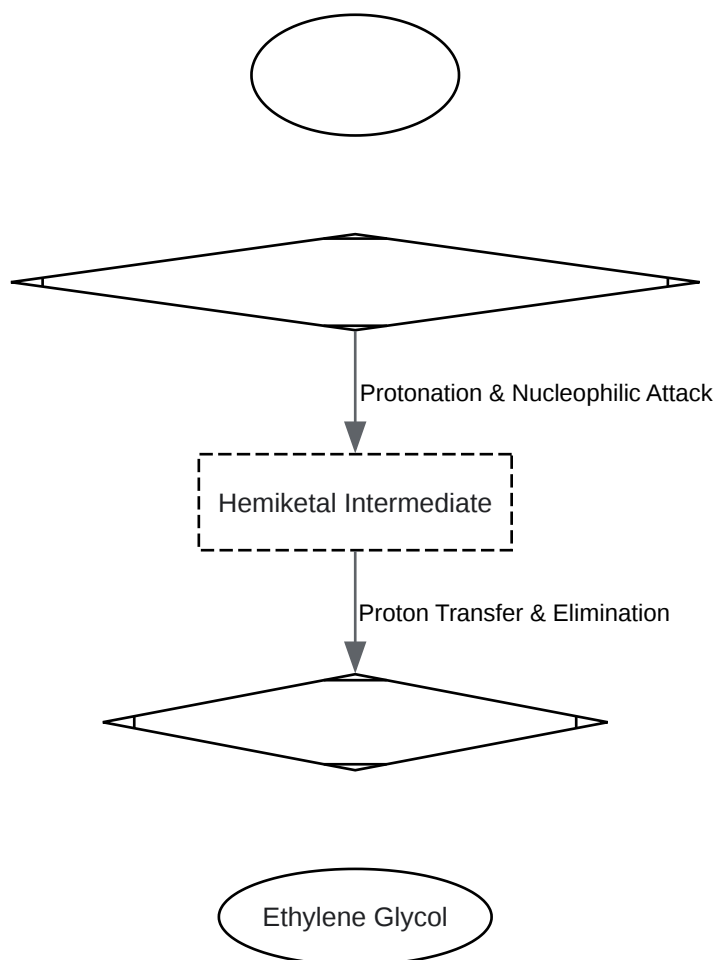 Protonation & Nucleophilic Attack
Hemiketal Intermediate
Proton Transfer & Elimination
Ethylene Glycol